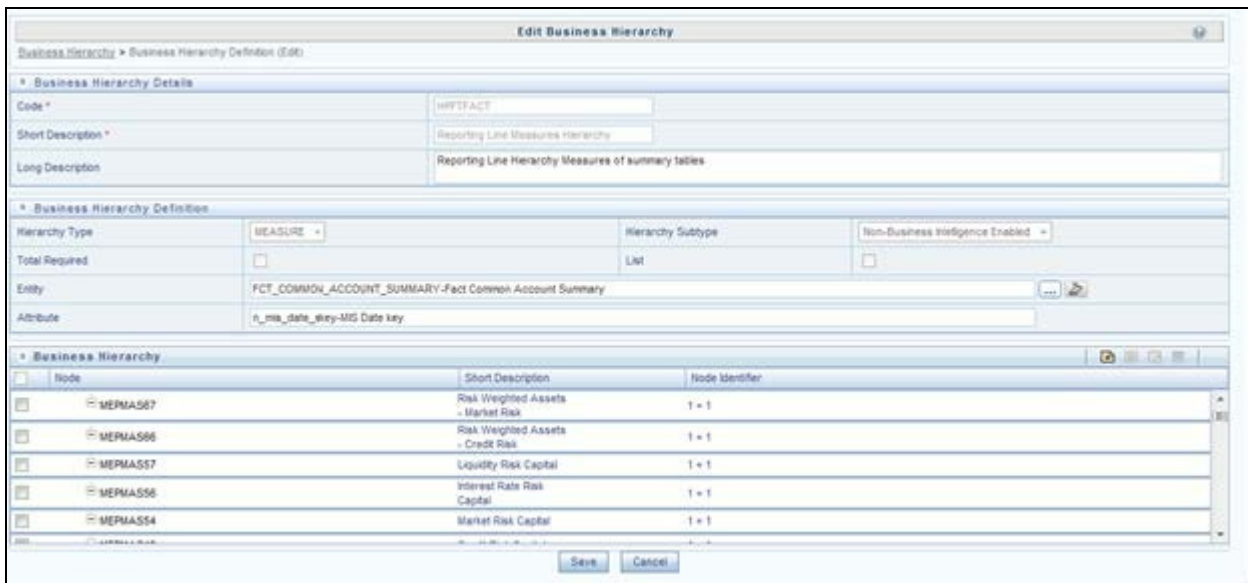 Edit Business Hierarchy
Business Hierarchy > Business Hierarchy Definition (Edit)
Business Hierarchy Details
Code *
Short Description * Reporting Line Measures Hierarchy
Long Description Reporting Line Hierarchy Measures of summary tables
Business Hierarchy Definition
Hierarchy Type MEASURE Hierarchy Subtype Non-Business Intelligence Enabled
Total Required List
Entity FCT_COMMON_ACCOUNT_SUMMARY-Fact Common Account Summary ...
Attribute n_mis_date_skey-MIS Date key
Business Hierarchy
Node Short Description Node Identifier
MEPMAS67 Risk Weighted Assets - Market Risk 1 = 1
MEPMAS66 Risk Weighted Assets - Credit Risk 1 = 1
MEPMAS57 Liquidity Risk Capital 1 = 1
MEPMAS56 Interest Rate Risk Capital 1 = 1
MEPMAS54 Market Risk Capital 1 = 1
Save Cancel